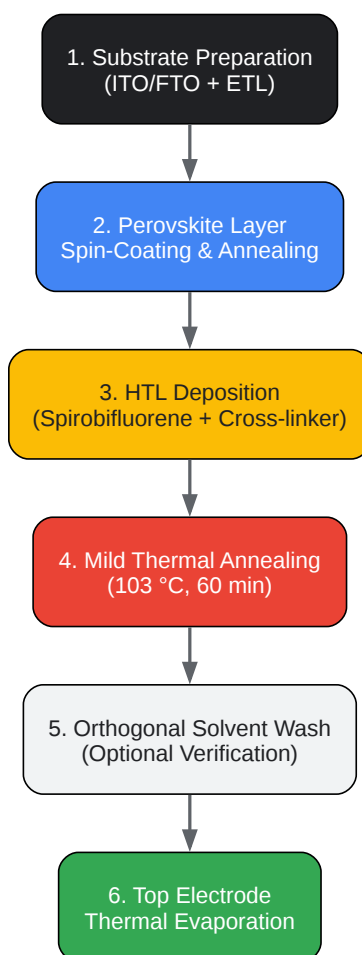 1. Substrate Preparation
(ITO/FTO + ETL)
2. Perovskite Layer
Spin-Coating & Annealing
3. HTL Deposition
(Spirobifluorene + Cross-linker)
4. Mild Thermal Annealing
(103 °C, 60 min)
5. Orthogonal Solvent Wash
(Optional Verification)
6. Top Electrode
Thermal Evaporation